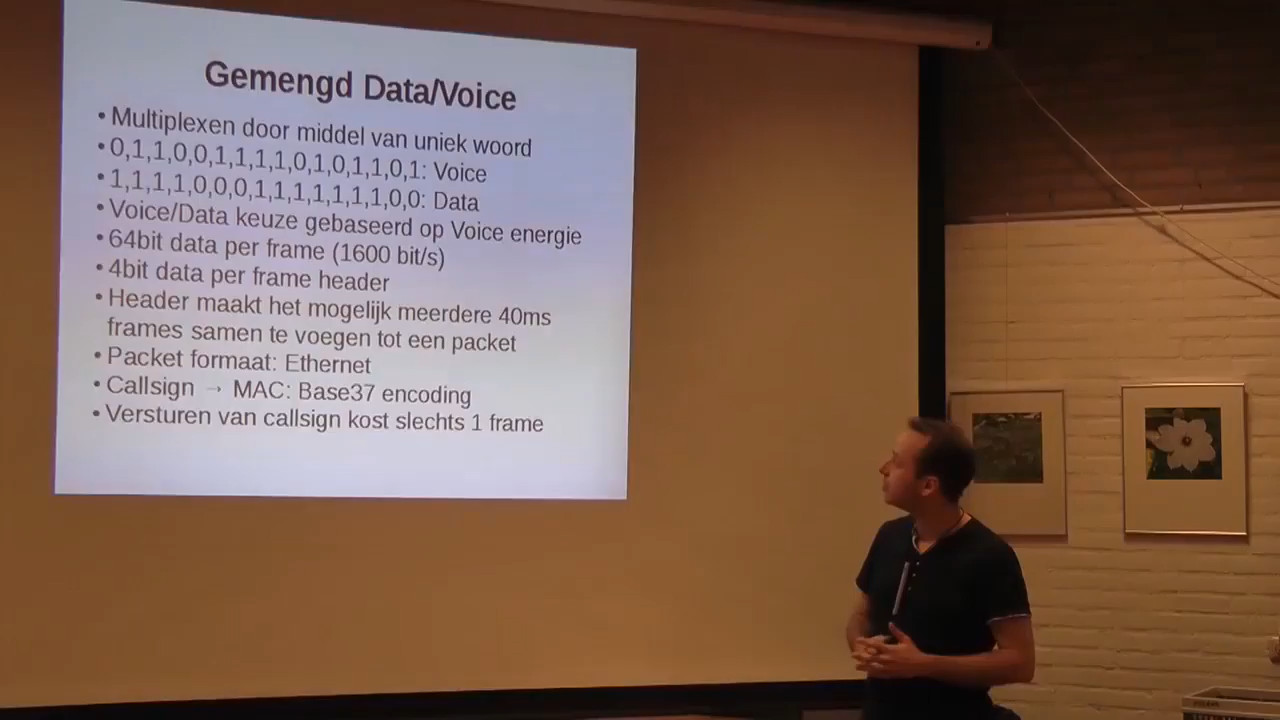 Gemengd Data/Voice
• Multiplexen door middel van uniek woord
• 0,1,1,0,0,1,1,1,1,0,1,0,1,1,0,1: Voice
• 1,1,1,1,0,0,0,1,1,1,1,1,1,1,0,0: Data
• Voice/Data keuze gebaseerd op Voice energie
• 64bit data per frame (1600 bit/s)
• 4bit data per frame header
• Header maakt het mogelijk meerdere 40ms
frames samen te voegen tot een packet
• Packet formaat: Ethernet
• Callsign → MAC: Base37 encoding
• Versturen van callsign kost slechts 1 frame